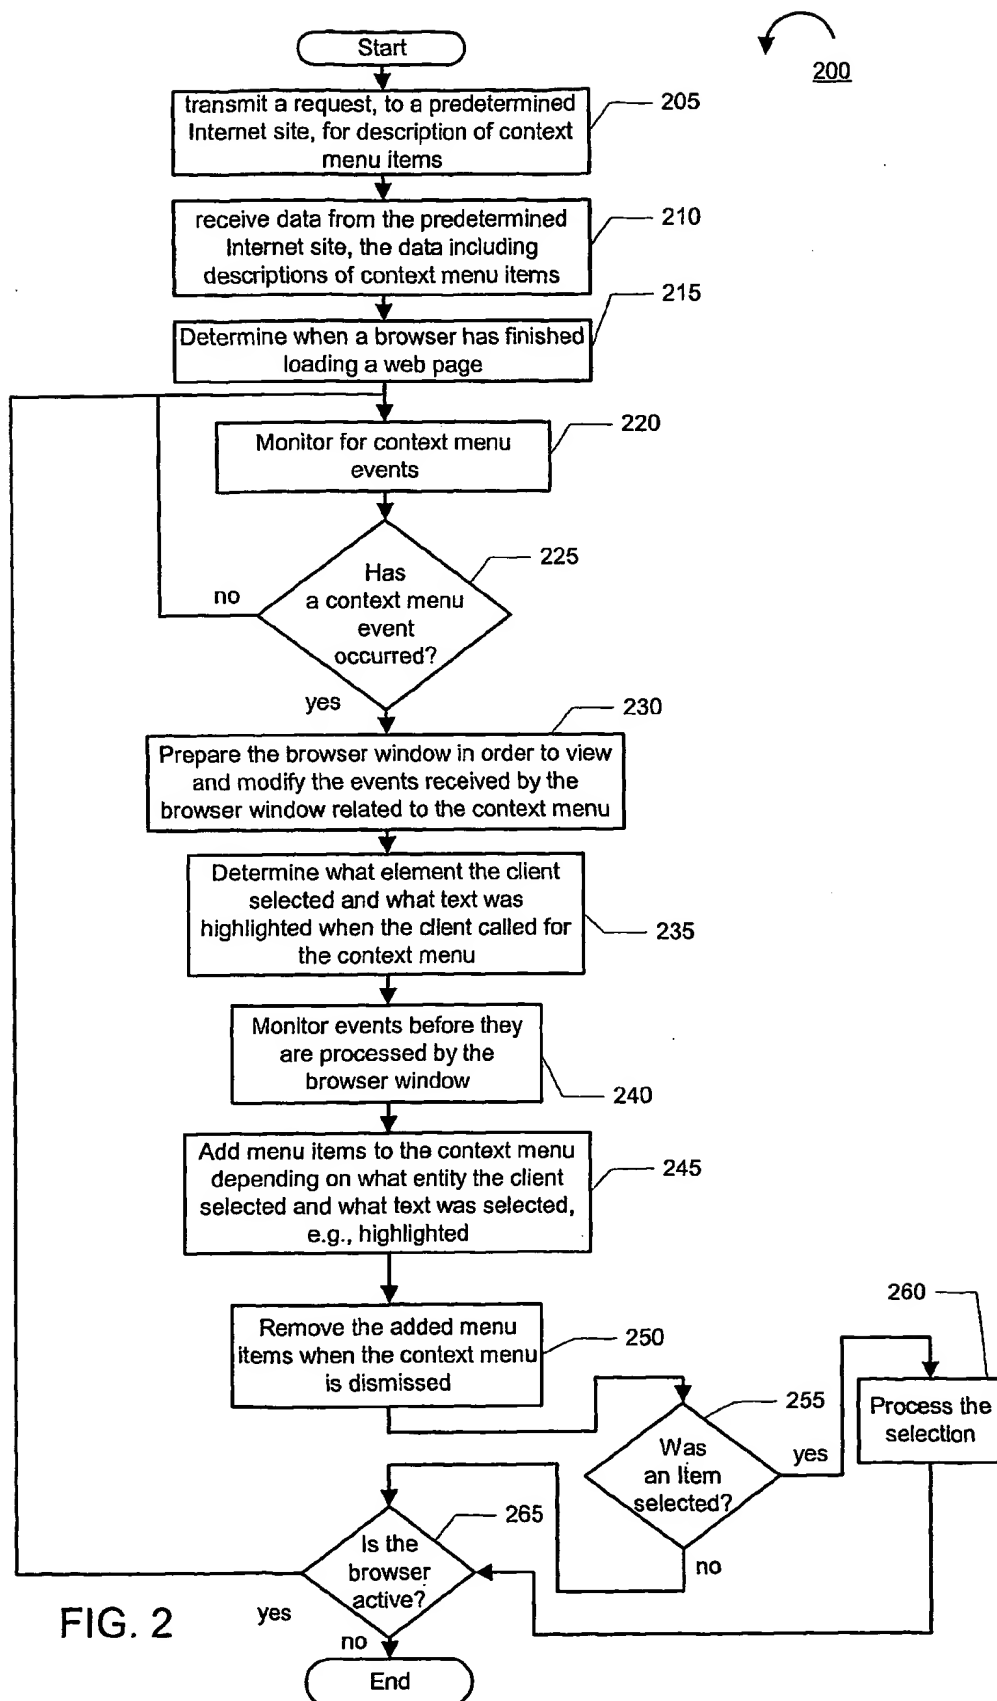 Start
200
transmit a request, to a predetermined
Internet site, for description of context
menu items
205
receive data from the predetermined
Internet site, the data including
descriptions of context menu items
210
215
Determine when a browser has finished
loading a web page
220
Monitor for context menu
events
225
Has
a context menu
event
occurred?
no
yes
230
Prepare the browser window in order to view
and modify the events received by the
browser window related to the context menu
Determine what element the client
selected and what text was
highlighted when the client called for
the context menu
235
Monitor events before they
are processed by the
browser window
240
Add menu items to the context menu
depending on what entity the client
selected and what text was selected,
e.g., highlighted
245
Remove the added menu
items when the context menu
is dismissed
250
255
Was
an Item
selected?
yes
no
260
Process the
selection
265
Is the
browser
active?
yes
no
FIG. 2
End